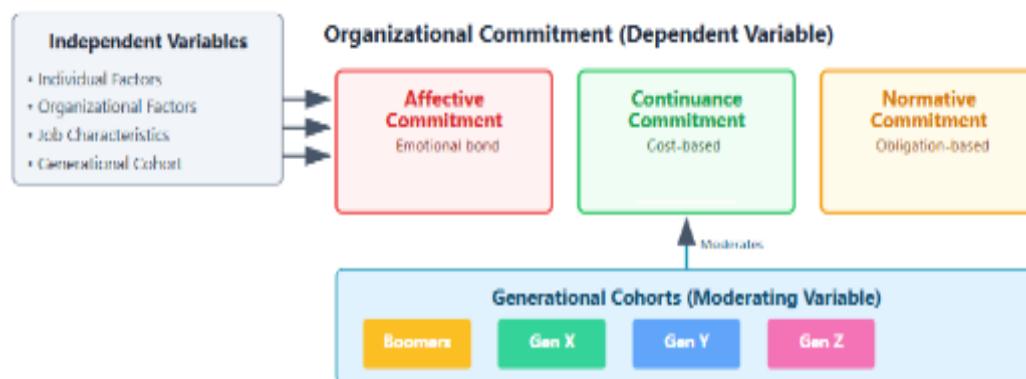 Independent Variables
• Individual Factors
• Organizational Factors
• Job Characteristics
• Generational Cohort
Organizational Commitment (Dependent Variable)
Affective
Commitment
Emotional bond
Continuance
Commitment
Cost-based
Normative
Commitment
Obligation-based
Moderates
Generational Cohorts (Moderating Variable)
Boomers
Gen X
Gen Y
Gen Z